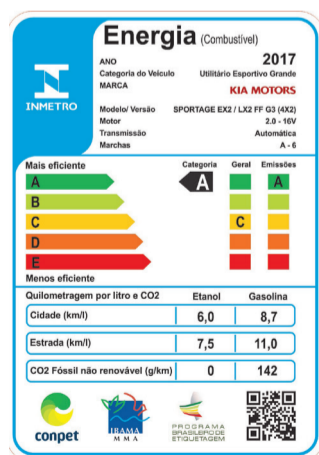 Energia (Combustível)
ANO 2017
Categoria do Veículo Utilitário Esportivo Grande
MARCA KIA MOTORS
INMETRO
Modelo/ Versão SPORTAGE EX2 / LX2 FF G3 (4X2)
Motor 2.0 - 16V
Transmissão Automática
Marchas A - 6
Mais eficiente Categoria Geral Emissões
A A A
B
C C
D
E
Menos eficiente
Quilometragem por litro e CO2 Etanol Gasolina
Cidade (km/l) 6,0 8,7
Estrada (km/l) 7,5 11,0
CO2 Fóssil não renovável (g/km) 0 142
conpet
IBAMA
M M A
PROGRAMA
BRASILEIRO DE
ETIQUETAGEM